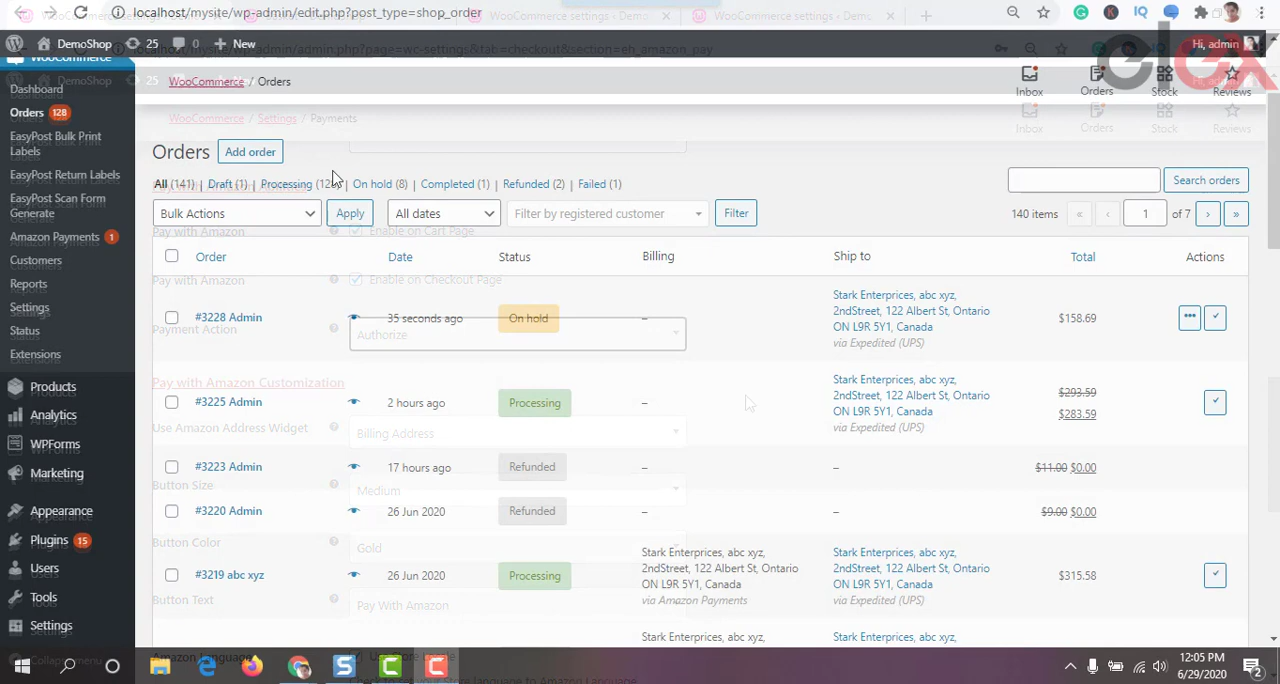 WooCommerce settings - Demo
WooCommerce settings - Demo
localhost/mysite/wp-admin/edit.php?post_type=shop_order
localhost/mysite/wp-admin/admin.php?page=wc-settings&tab=checkout&section=eh_amazon_pay
DemoShop 25 0 + New Hi, admin
elex
DemoShop 25
WooCommerce
WooCommerce / Orders
Inbox Orders Stock Reviews
WooCommerce / Settings / Payments
Inbox Orders Stock Reviews
Dashboard
Orders 128
EasyPost Bulk Print
Labels
EasyPost Return Labels
EasyPost Scan Form
Generate
Amazon Payments 1
Customers
Reports
Settings
Status
Extensions
Products
Analytics
WPForms
Marketing
Appearance
Plugins 15
Users
Tools
Settings
Collapse menu
Orders Add order
All (141) | Draft (1) | Processing | On hold (8) | Completed (1) | Refunded (2) | Failed (1)
Search orders
Bulk Actions Apply All dates Filter by registered customer Filter
140 items « ‹ 1 of 7 › »
Pay with Amazon Enable on Cart Page
Order Date Status Billing Ship to Total Actions
Pay with Amazon Enable on Checkout Page
#3228 Admin 35 seconds ago On hold –
Stark Enterprices, abc xyz,
2ndStreet, 122 Albert St, Ontario
ON L9R 5Y1, Canada
via Expedited (UPS)
$158.69
Payment Action Authorize
Pay with Amazon Customization
#3225 Admin 2 hours ago Processing –
Stark Enterprices, abc xyz,
2ndStreet, 122 Albert St, Ontario
ON L9R 5Y1, Canada
via Expedited (UPS)
$293.59
$283.59
Use Amazon Address Widget Billing Address
#3223 Admin 17 hours ago Refunded – – $11.00 $0.00
Button Size Medium
#3220 Admin 26 Jun 2020 Refunded – – $9.00 $0.00
Button Color Gold
#3219 abc xyz 26 Jun 2020 Processing
Stark Enterprices, abc xyz,
2ndStreet, 122 Albert St, Ontario
ON L9R 5Y1, Canada
via Amazon Payments
Stark Enterprices, abc xyz,
2ndStreet, 122 Albert St, Ontario
ON L9R 5Y1, Canada
via Expedited (UPS)
$315.58
Button Text Pay With Amazon
Stark Enterprices, abc xyz,
Stark Enterprices, abc xyz,
Amazon Language
12:05 PM
6/29/2020
2